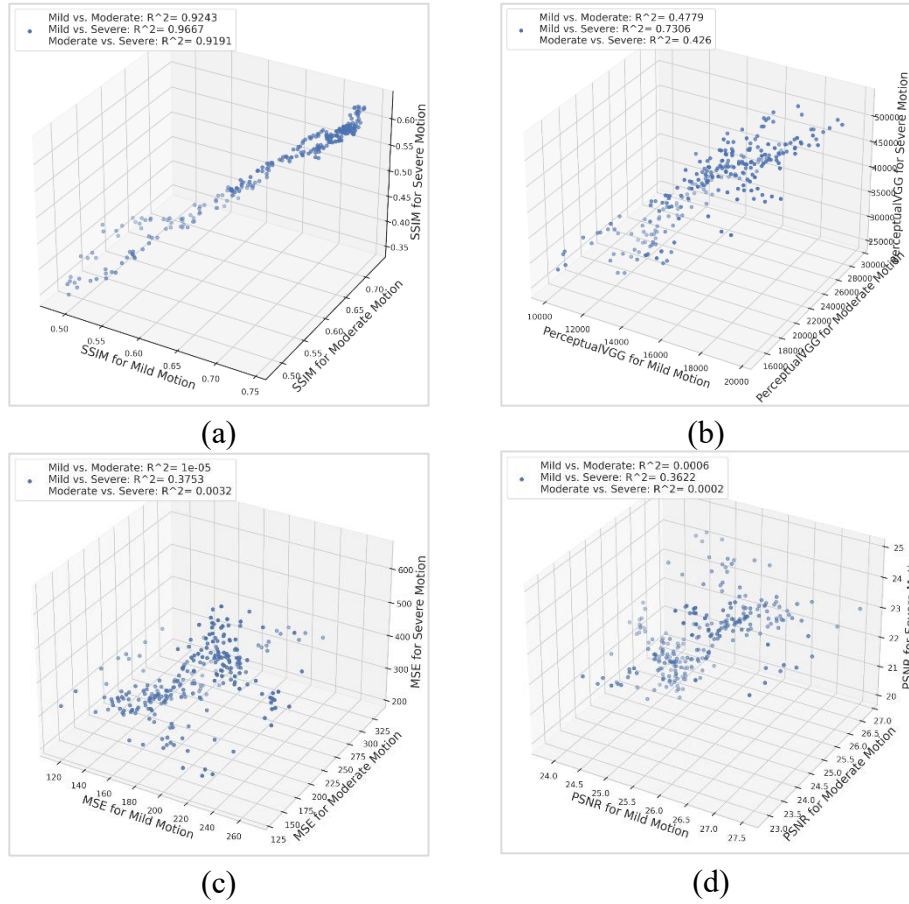 Mild vs. Moderate: R^2= 0.9243
Mild vs. Severe: R^2= 0.9667
Moderate vs. Severe: R^2= 0.9191
0.60
0.55
0.50
0.45
0.40
0.35
SSIM for Severe Motion
0.70
0.65
0.60
0.55
0.50
SSIM for Moderate Motion
0.50
0.55
0.60
0.65
0.70
0.75
SSIM for Mild Motion
(a)
Mild vs. Moderate: R^2= 0.4779
Mild vs. Severe: R^2= 0.7306
Moderate vs. Severe: R^2= 0.426
50000
45000
40000
35000
30000
25000
PerceptualVGG for Severe Motion
30000
28000
26000
24000
22000
20000
18000
16000
PerceptualVGG for Moderate Motion
10000
12000
14000
16000
18000
20000
PerceptualVGG for Mild Motion
(b)
Mild vs. Moderate: R^2= 1e-05
Mild vs. Severe: R^2= 0.3753
Moderate vs. Severe: R^2= 0.0032
600
500
400
300
200
MSE for Severe Motion
325
300
275
250
225
200
175
150
125
MSE for Moderate Motion
120
140
160
180
200
220
240
260
MSE for Mild Motion
(c)
Mild vs. Moderate: R^2= 0.0006
Mild vs. Severe: R^2= 0.3622
Moderate vs. Severe: R^2= 0.0002
25
24
23
22
21
20
PSNR for Severe
27.0
26.5
26.0
25.5
25.0
24.5
24.0
23.5
23.0
PSNR for Moderate Motion
24.0
24.5
25.0
25.5
26.0
26.5
27.0
27.5
PSNR for Mild Motion
(d)